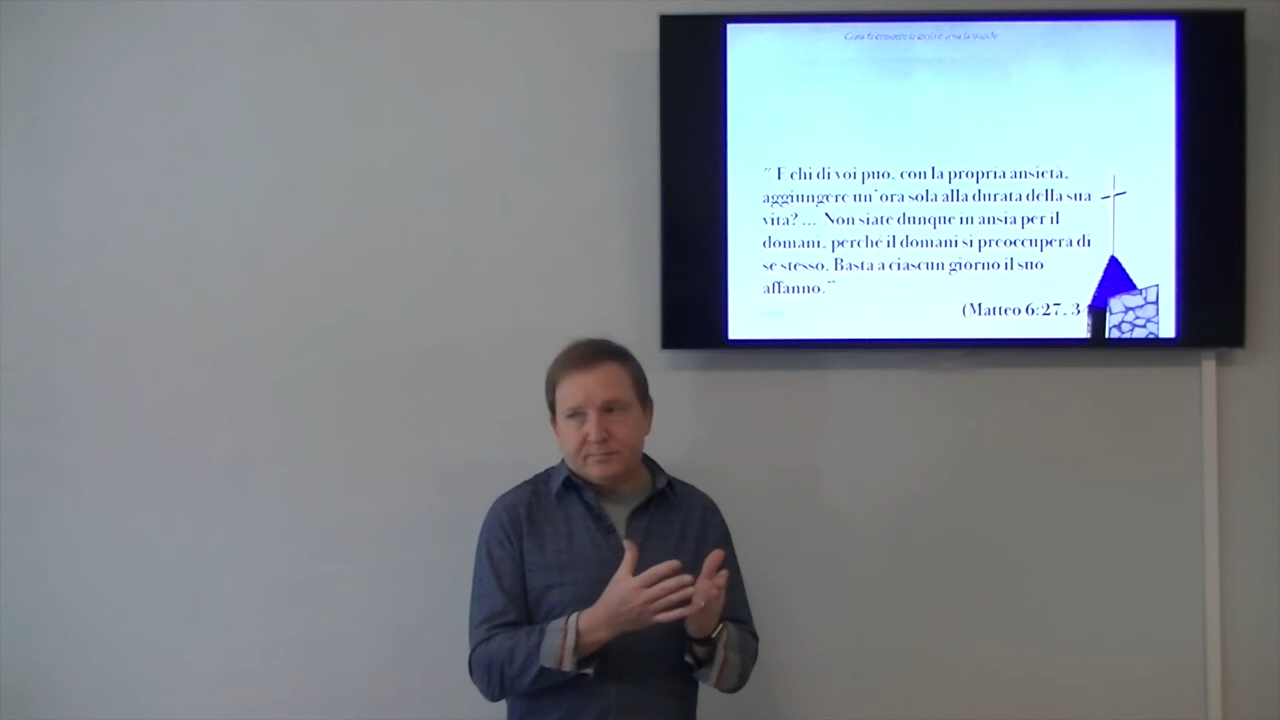 " E chi di voi può, con la propria ansietà,
aggiungere un'ora sola alla durata della sua
vita? ... Non siate dunque in ansia per il
domani, perché il domani si preoccuperà di
sé stesso. Basta a ciascun giorno il suo
affanno."
(Matteo 6:27, 3